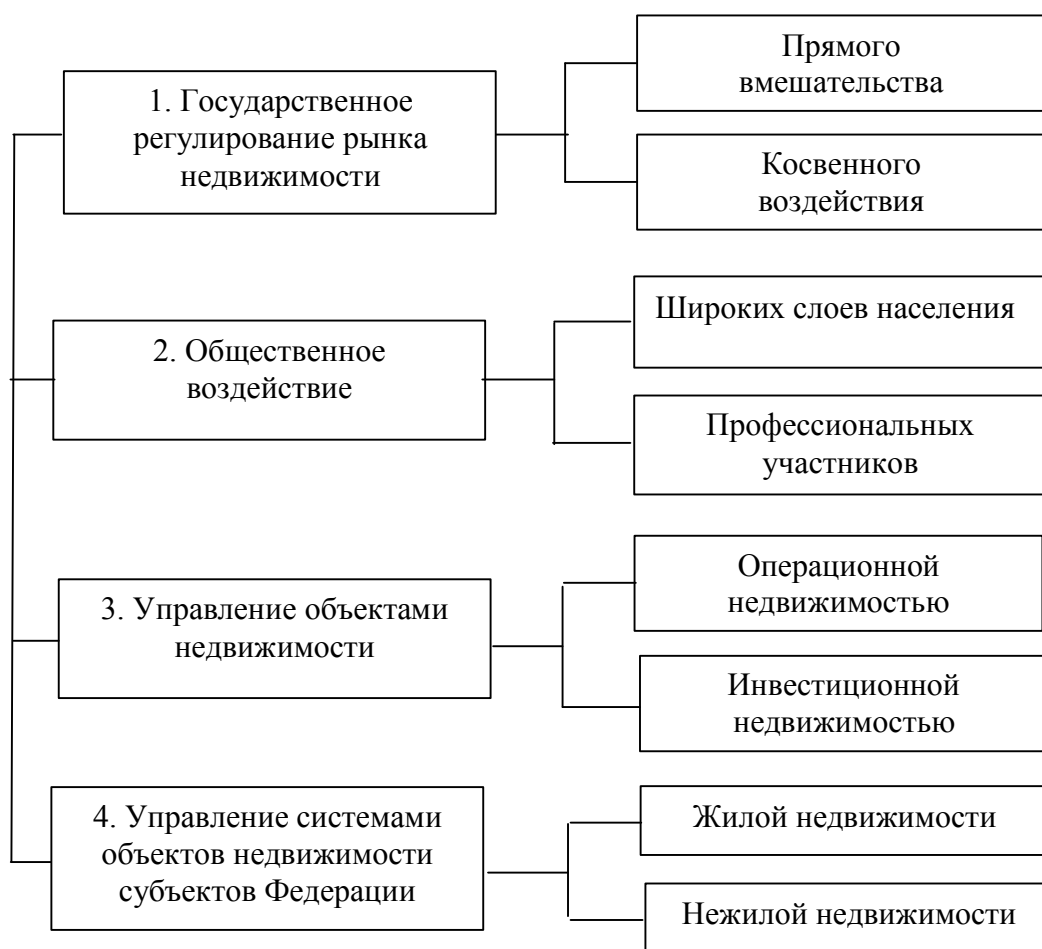 1. Государственное
регулирование рынка
недвижимости
Прямого
вмешательства
Косвенного
воздействия
2. Общественное
воздействие
Широких слоев населения
Профессиональных
участников
3. Управление объектами
недвижимости
Операционной
недвижимостью
Инвестиционной
недвижимостью
4. Управление системами
объектов недвижимости
субъектов Федерации
Жилой недвижимости
Нежилой недвижимости